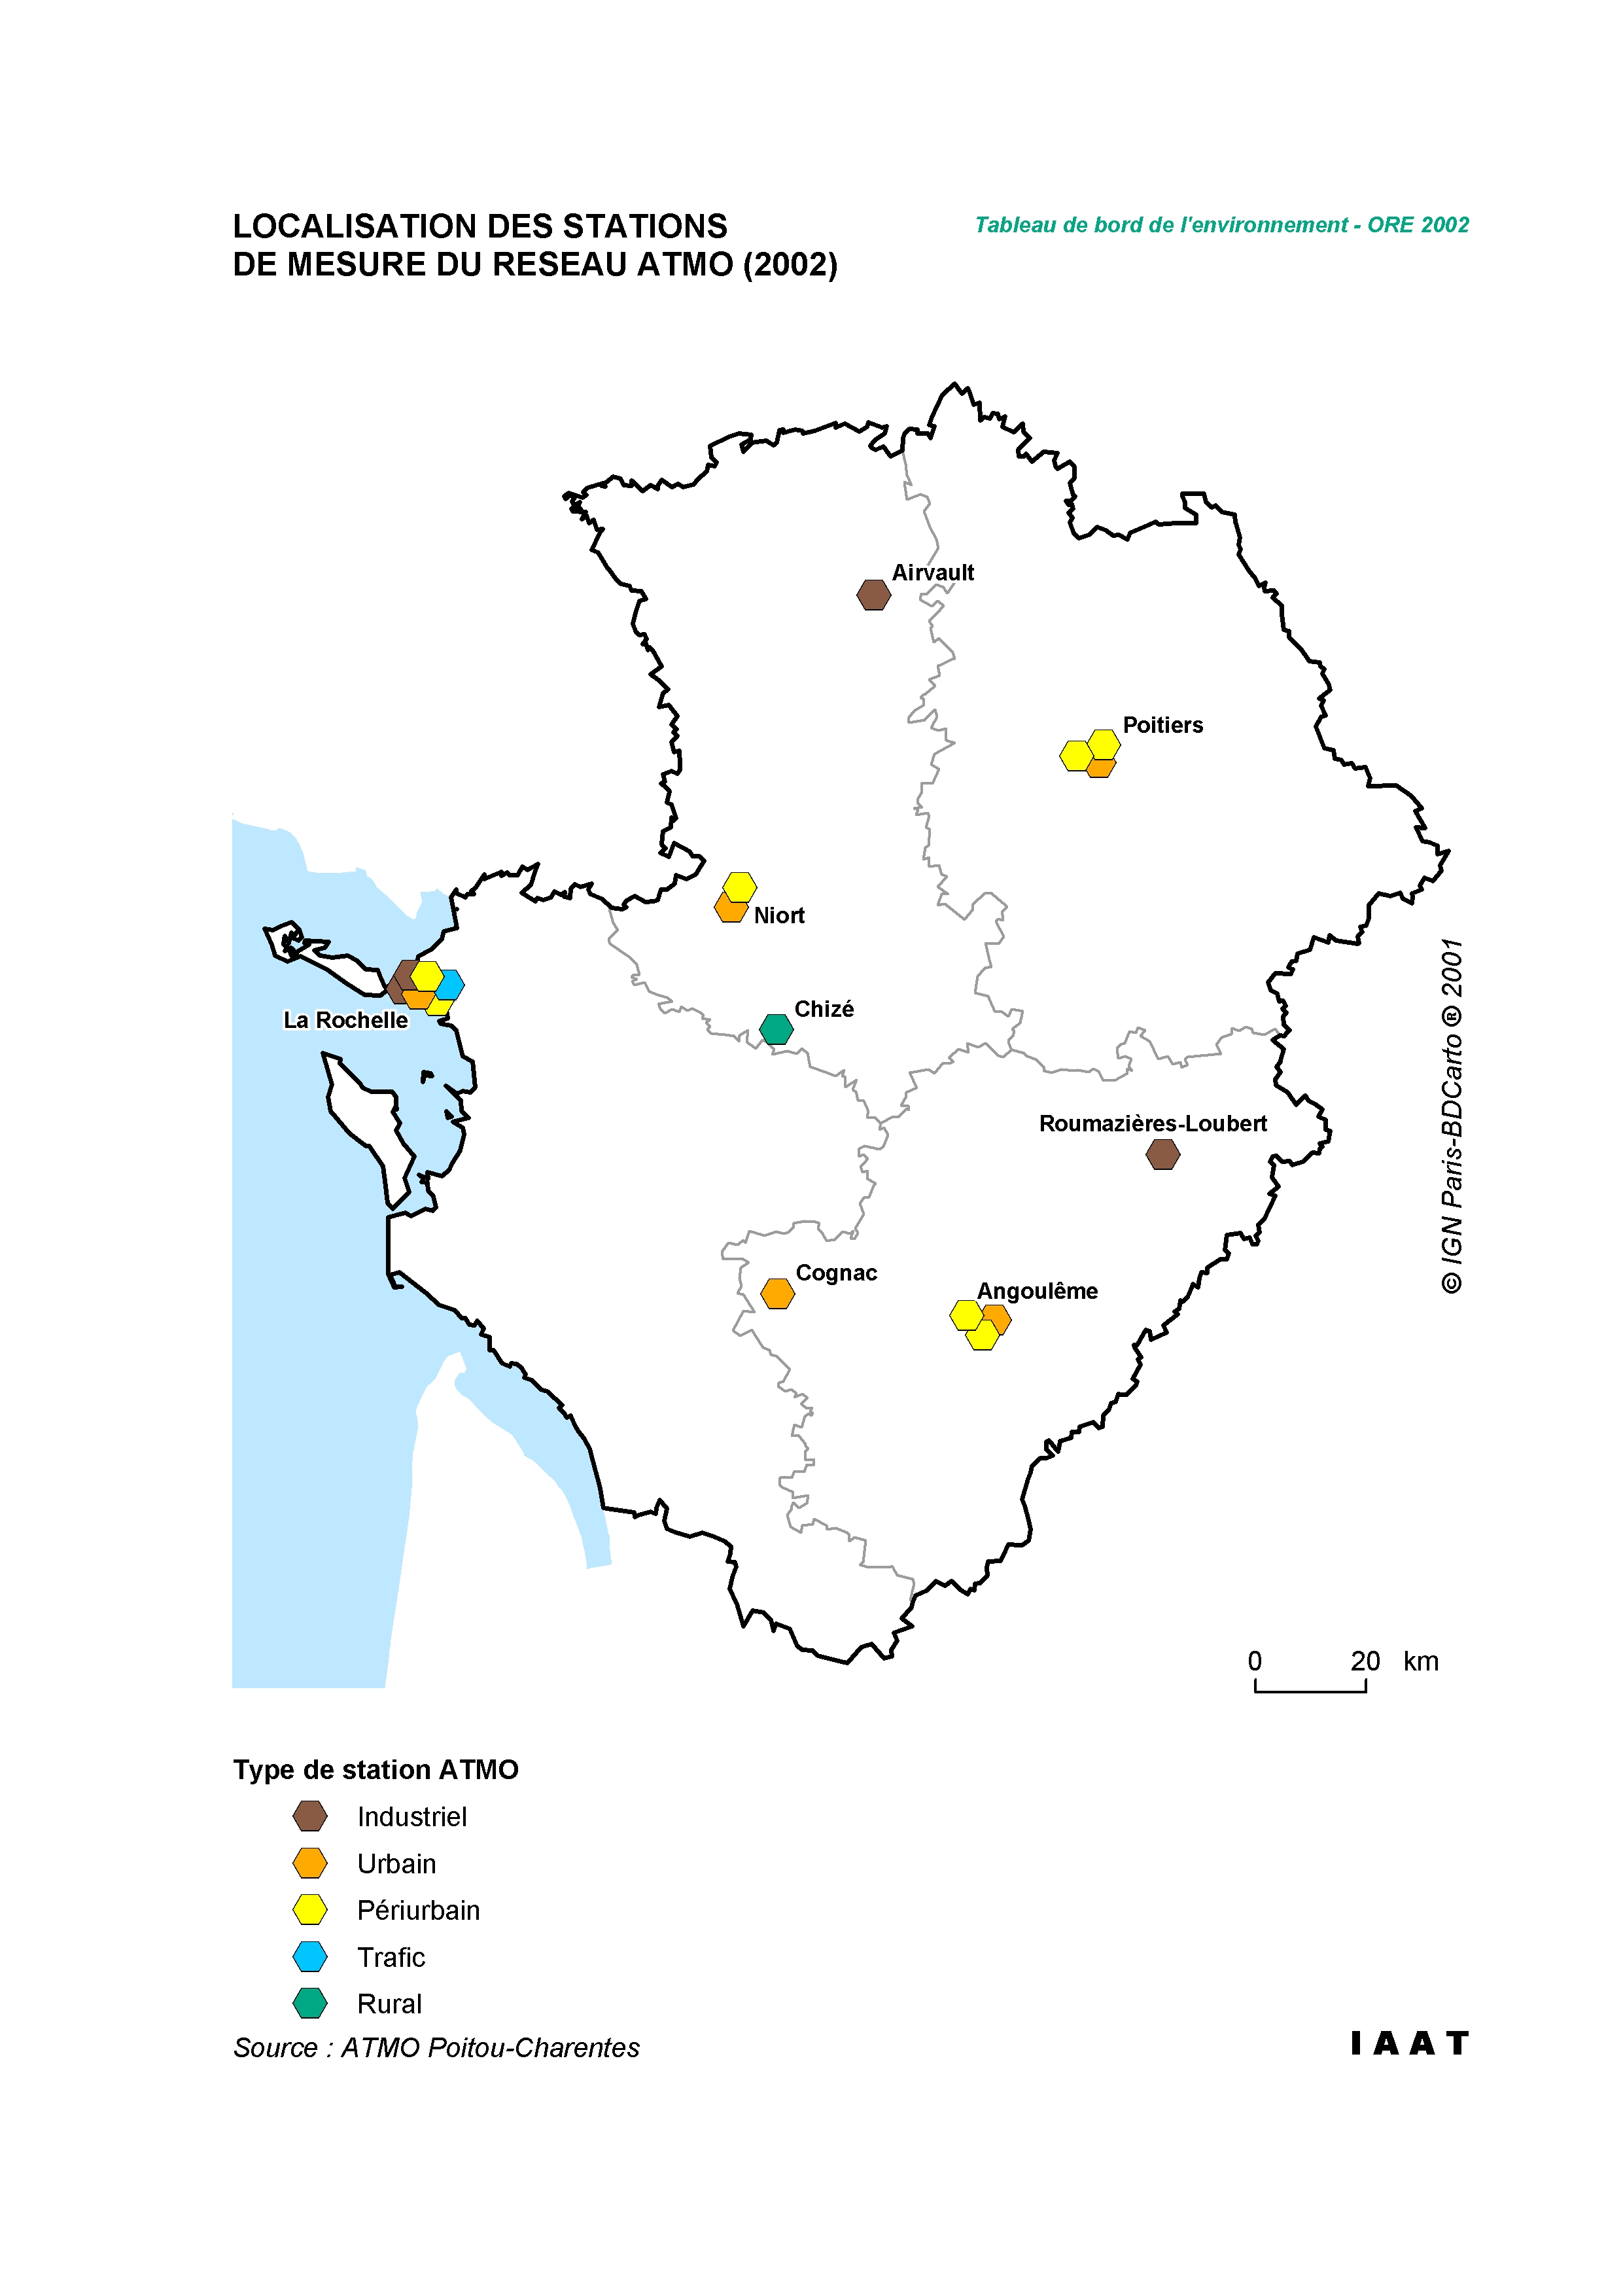 LOCALISATION DES STATIONS
DE MESURE DU RESEAU ATMO (2002)
Tableau de bord de l'environnement - ORE 2002
Airvault
Poitiers
Niort
La Rochelle
Chizé
Roumazières-Loubert
Cognac
Angoulême
© IGN Paris-BDCarto ® 2001
0 20 km
Type de station ATMO
Industriel
Urbain
Périurbain
Trafic
Rural
Source : ATMO Poitou-Charentes
IAAT